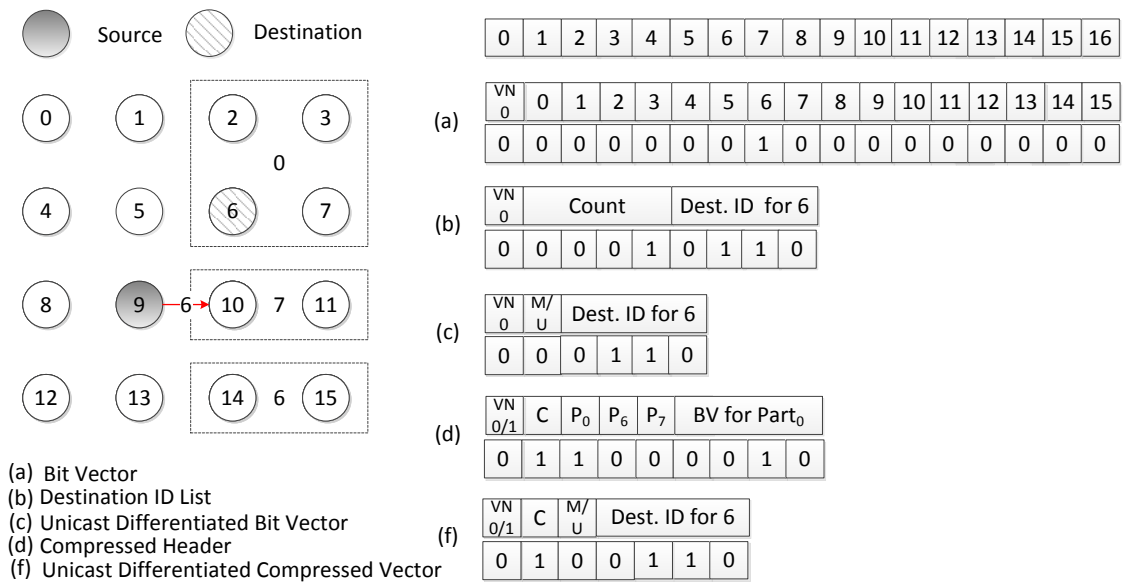 Source Destination
0 1 2 3 4 5 6 7 8 9 10 11 12 13 14 15 16
0 1 2 3
0
4 5 6 7
8 9 6 10 7 11
12 13 14 6 15
(a)
VN 0 0 1 2 3 4 5 6 7 8 9 10 11 12 13 14 15
0 0 0 0 0 0 0 1 0 0 0 0 0 0 0 0 0
(b)
VN 0 Count Dest. ID for 6
0 0 0 0 1 0 1 1 0
(c)
VN 0 M/U Dest. ID for 6
0 0 0 1 1 0
(d)
VN 0/1 C P0 P6 P7 BV for Part0
0 1 1 0 0 0 0 1 0
(f)
VN 0/1 C M/U Dest. ID for 6
0 1 0 0 1 1 0
(a) Bit Vector
(b) Destination ID List
(c) Unicast Differentiated Bit Vector
(d) Compressed Header
(f) Unicast Differentiated Compressed Vector